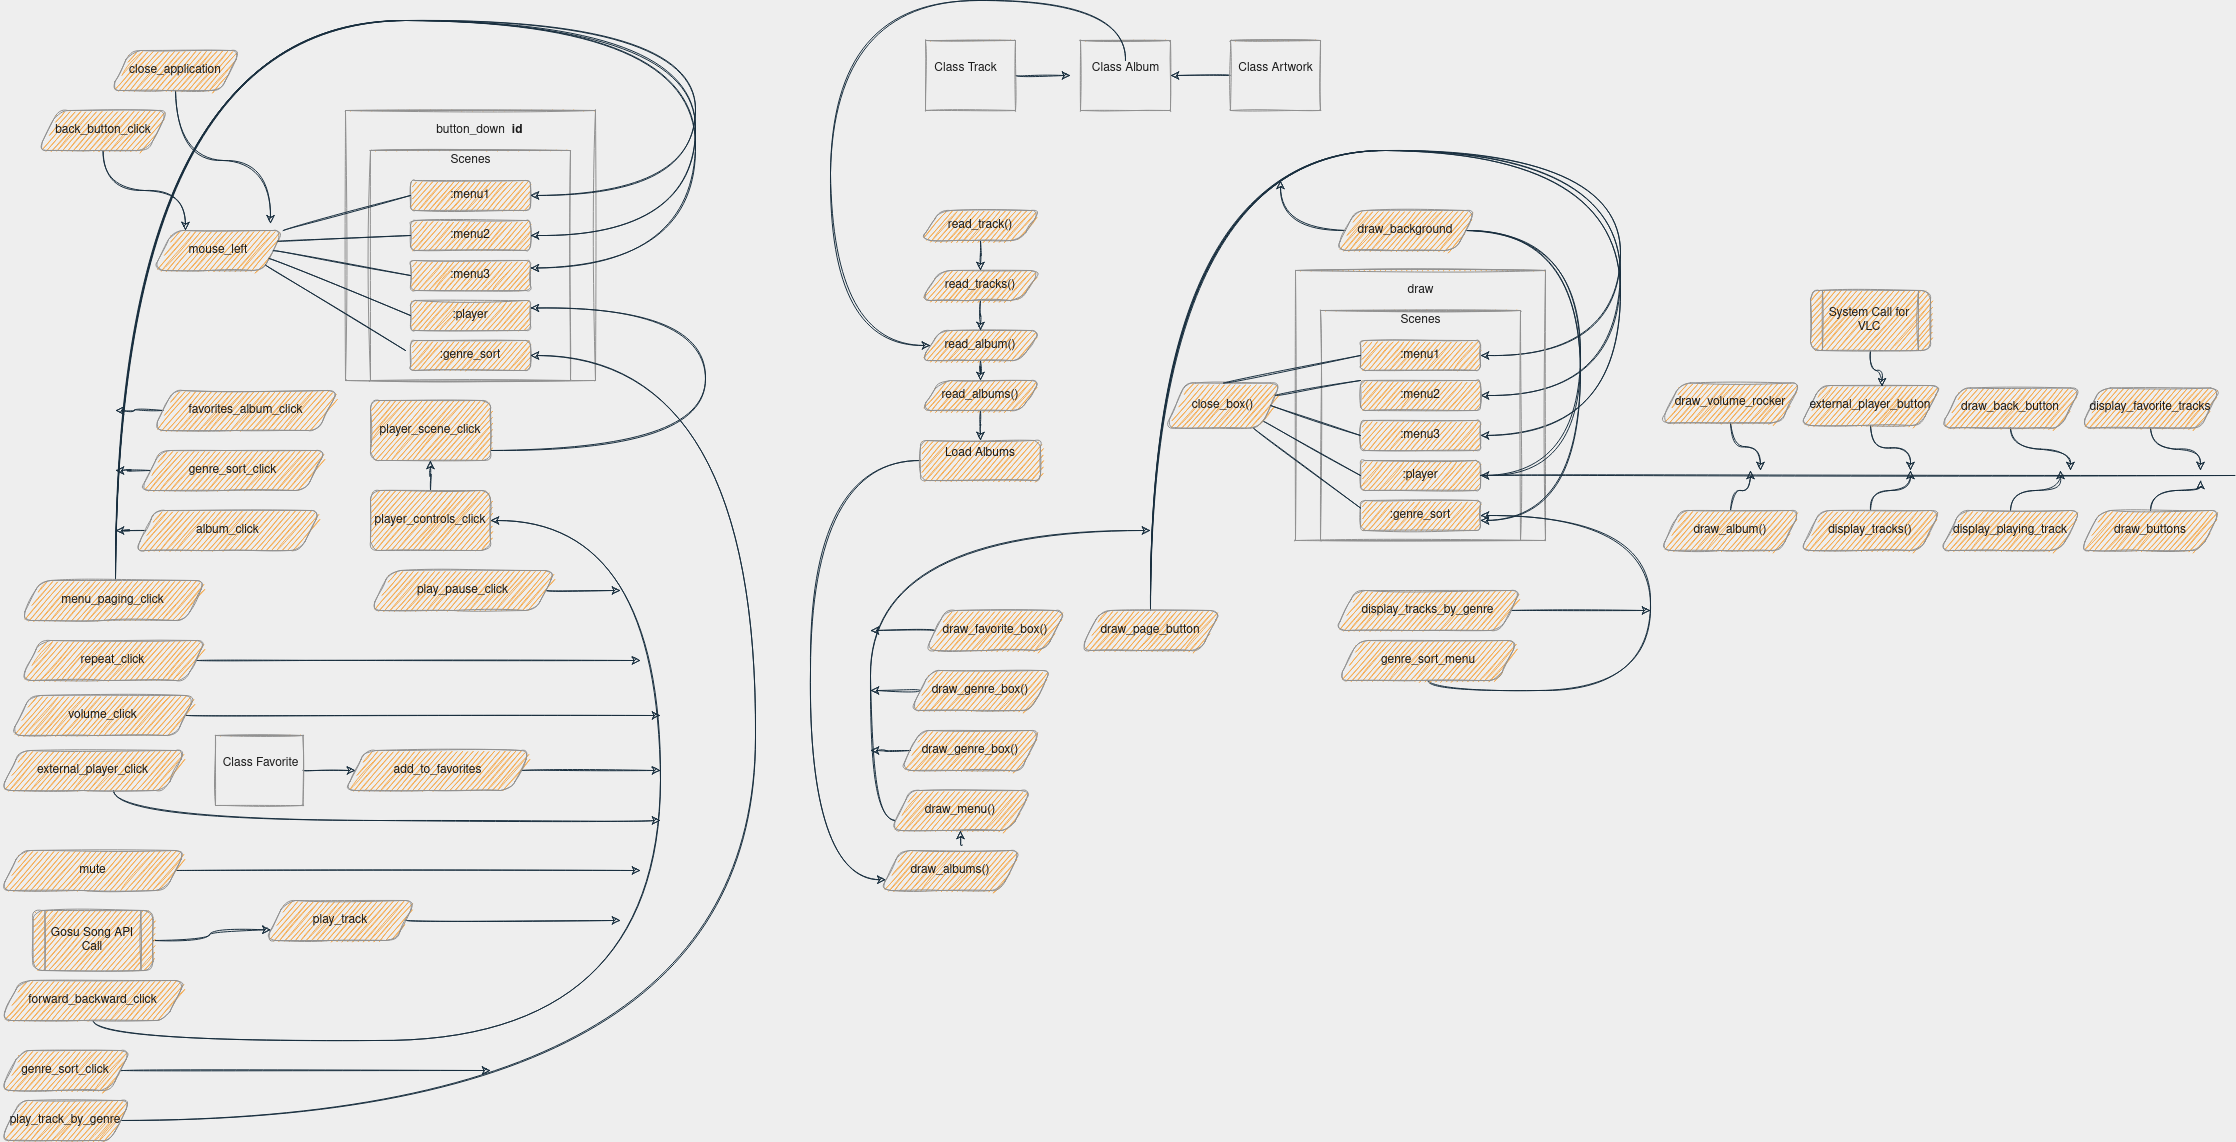 close_application
back_button_click
button_down id
Scenes
:menu1
:menu2
:menu3
:player
:genre_sort
mouse_left
favorites_album_click
genre_sort_click
album_click
menu_paging_click
player_scene_click
player_controls_click
play_pause_click
repeat_click
volume_click
external_player_click
Class Favorite
add_to_favorites
mute
Gosu Song API
Call
play_track
forward_backward_click
genre_sort_click
play_track_by_genre
Class Track
Class Album
Class Artwork
read_track()
read_tracks()
read_album()
read_albums()
Load Albums
draw_favorite_box()
draw_genre_box()
draw_genre_box()
draw_menu()
draw_albums()
draw_page_button
draw_background
draw
Scenes
:menu1
:menu2
:menu3
:player
:genre_sort
close_box()
display_tracks_by_genre
genre_sort_menu
System Call for
VLC
draw_volume_rocker
external_player_button
draw_back_button
display_favorite_tracks
draw_album()
display_tracks()
display_playing_track
draw_buttons